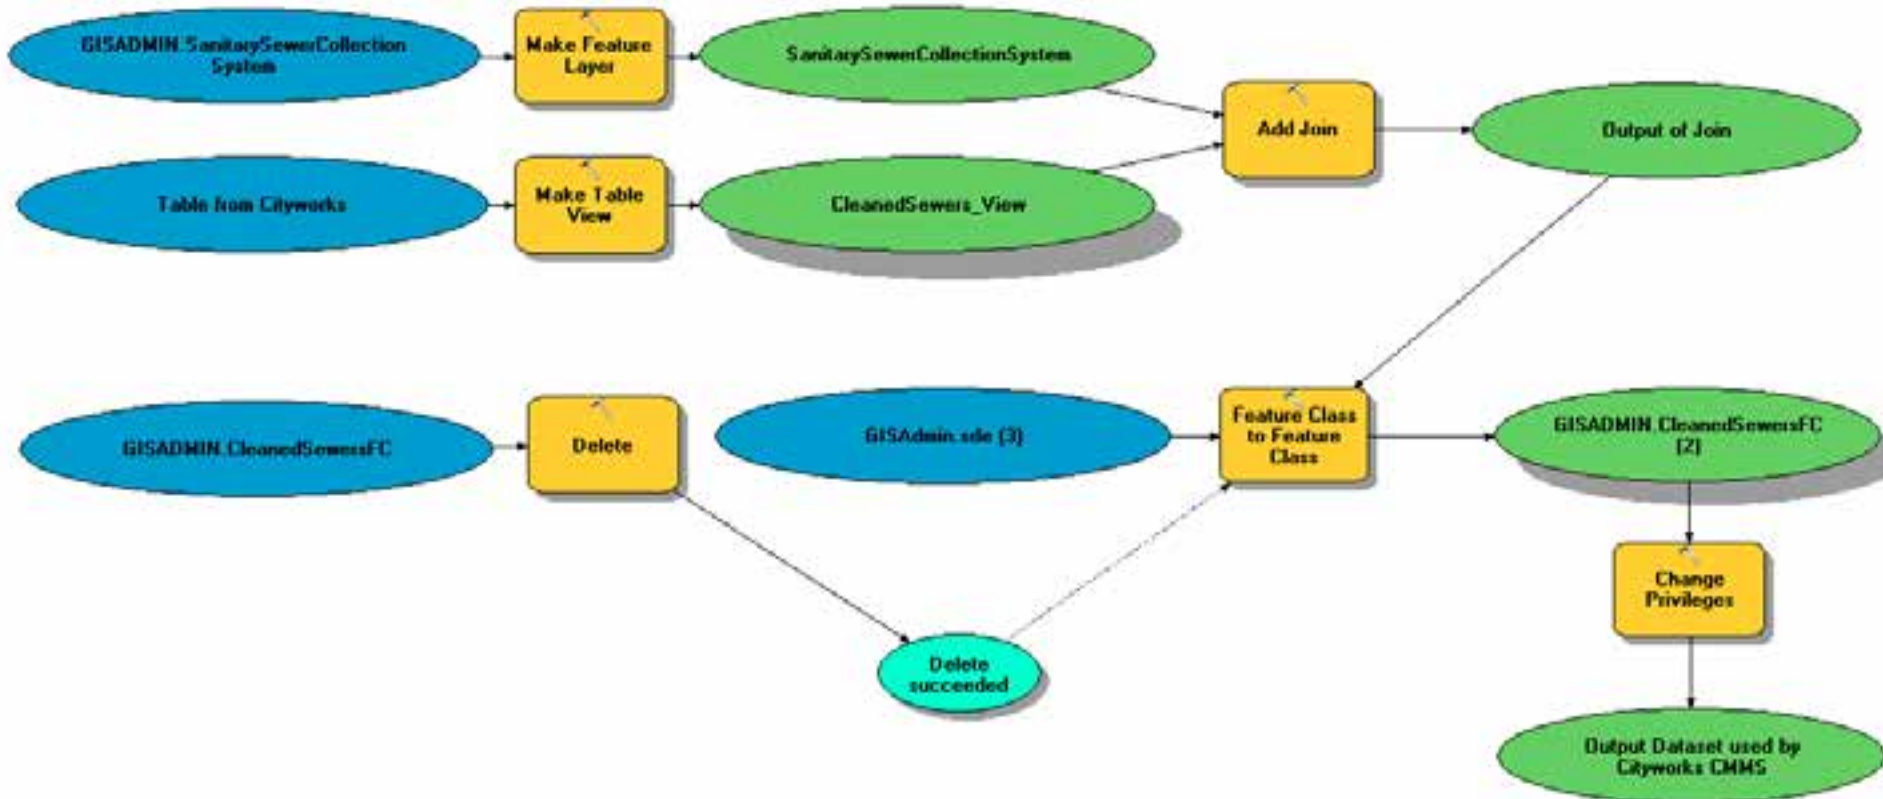 GISADMIN.SanitarySewerCollection
System
Make Feature
Layer
SanitarySewerCollectionSystem
Add Join
Output of Join
Table from Cityworks
Make Table
View
CleanedSewers_View
GISADMIN.CleanedSewersFC
Delete
GISAdmin.sde (3)
Feature Class
to Feature
Class
GISADMIN.CleanedSewersFC
(2)
Delete
succeeded
Change
Privileges
Output Dataset used by
Cityworks CMMS